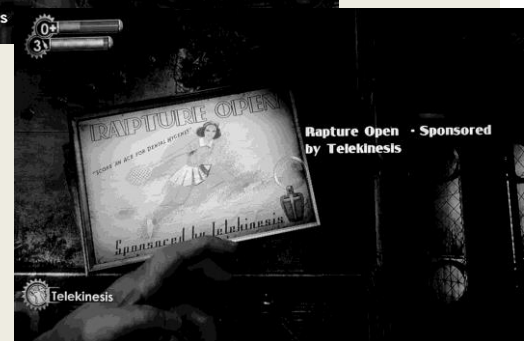 s
0+
3
RAPTURE OPEN
"SCORE AN ACE FOR DENTAL HYGIENE"
Rapture Open · Sponsored
by Telekinesis
Sponsored by Telekinesis
Telekinesis